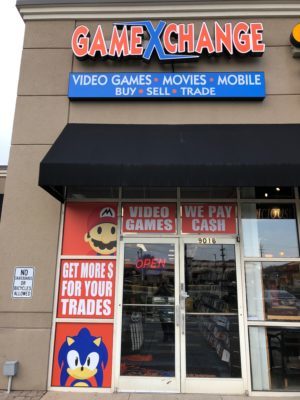 GAMEXCHANGE
VIDEO GAMES • MOVIES • MOBILE
BUY • SELL • TRADE
VIDEO GAMES
WE PAY CASH
9016
OPEN
GET MORE $
FOR YOUR
TRADES
NO
SKATEBOARDS
OR
BICYCLES
ALLOWED